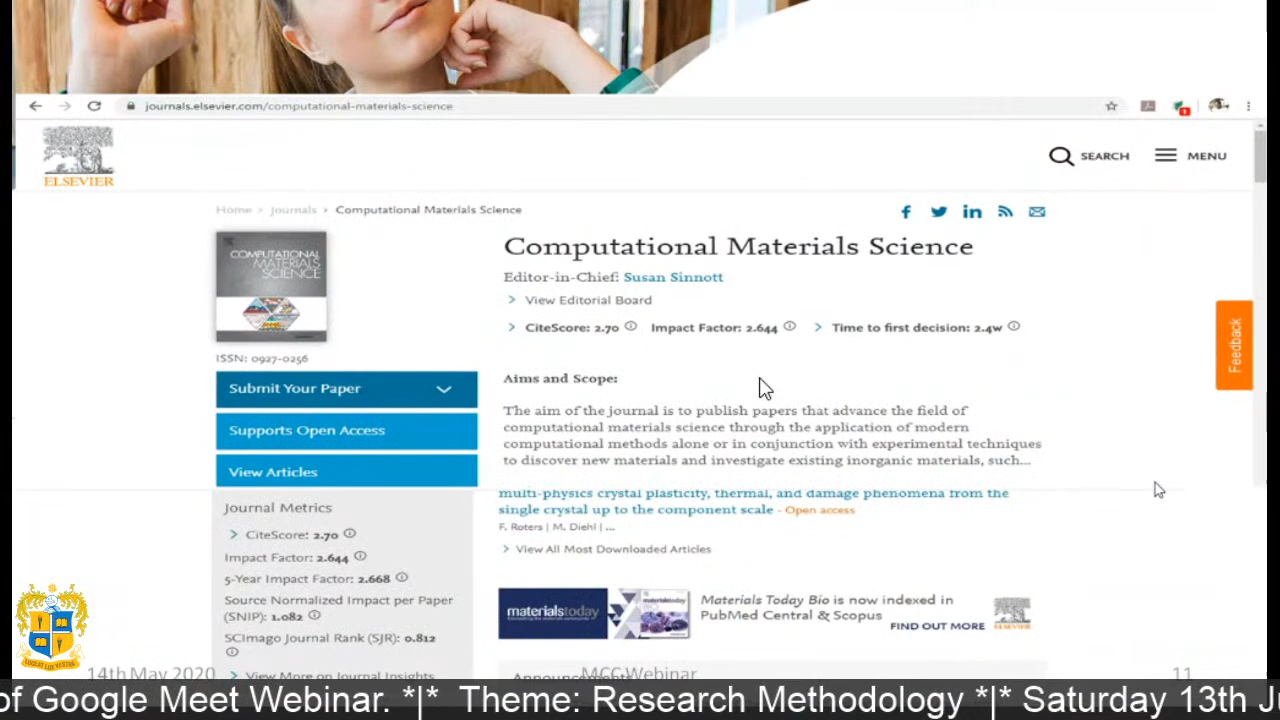 journals.elsevier.com/computational-materials-science
ELSEVIER
SEARCH
MENU
Home > Journals > Computational Materials Science
COMPUTATIONAL
MATERIALS
SCIENCE
Computational Materials Science
Editor-in-Chief: Susan Sinnott
> View Editorial Board
> CiteScore: 2.70 Impact Factor: 2.644 > Time to first decision: 2.4w
ISSN: 0927-0256
Submit Your Paper
Supports Open Access
View Articles
Aims and Scope:
The aim of the journal is to publish papers that advance the field of
computational materials science through the application of modern
computational methods alone or in conjunction with experimental techniques
to discover new materials and investigate existing inorganic materials, such...
Feedback
multi-physics crystal plasticity, thermal, and damage phenomena from the
single crystal up to the component scale - Open access
F. Roters | M. Diehl | ...
> View All Most Downloaded Articles
Journal Metrics
> CiteScore: 2.70
Impact Factor: 2.644
5-Year Impact Factor: 2.668
Source Normalized Impact per Paper
(SNIP): 1.082
SCImago Journal Rank (SJR): 0.812
> View More on Journal Insights
materialstoday
materialstoday
Materials Today Bio is now indexed in
PubMed Central & Scopus
FIND OUT MORE
ELSEVIER
Announcements
14th May 2020
MCC Webinar
11
of Google Meet Webinar. *|* Theme: Research Methodology *|* Saturday 13th Ju